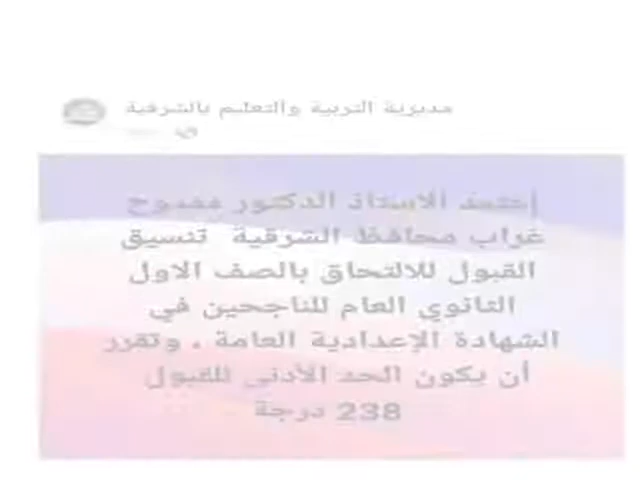 مديرية التربية والتعليم بالشرقية
إعتمد الاستاذ الدكتور ممدوح
غراب محافظ الشرقية تنسيق
القبول للالتحاق بالصف الاول
الثانوي العام للناجحين في
الشهادة الإعدادية العامة ، وتقرر
أن يكون الحد الأدنى للقبول
238 درجة